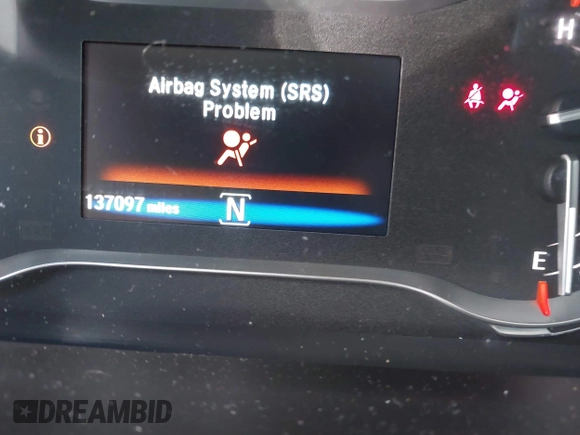 H
Airbag System (SRS)
Problem
137097 miles
N
E
DREAMBID